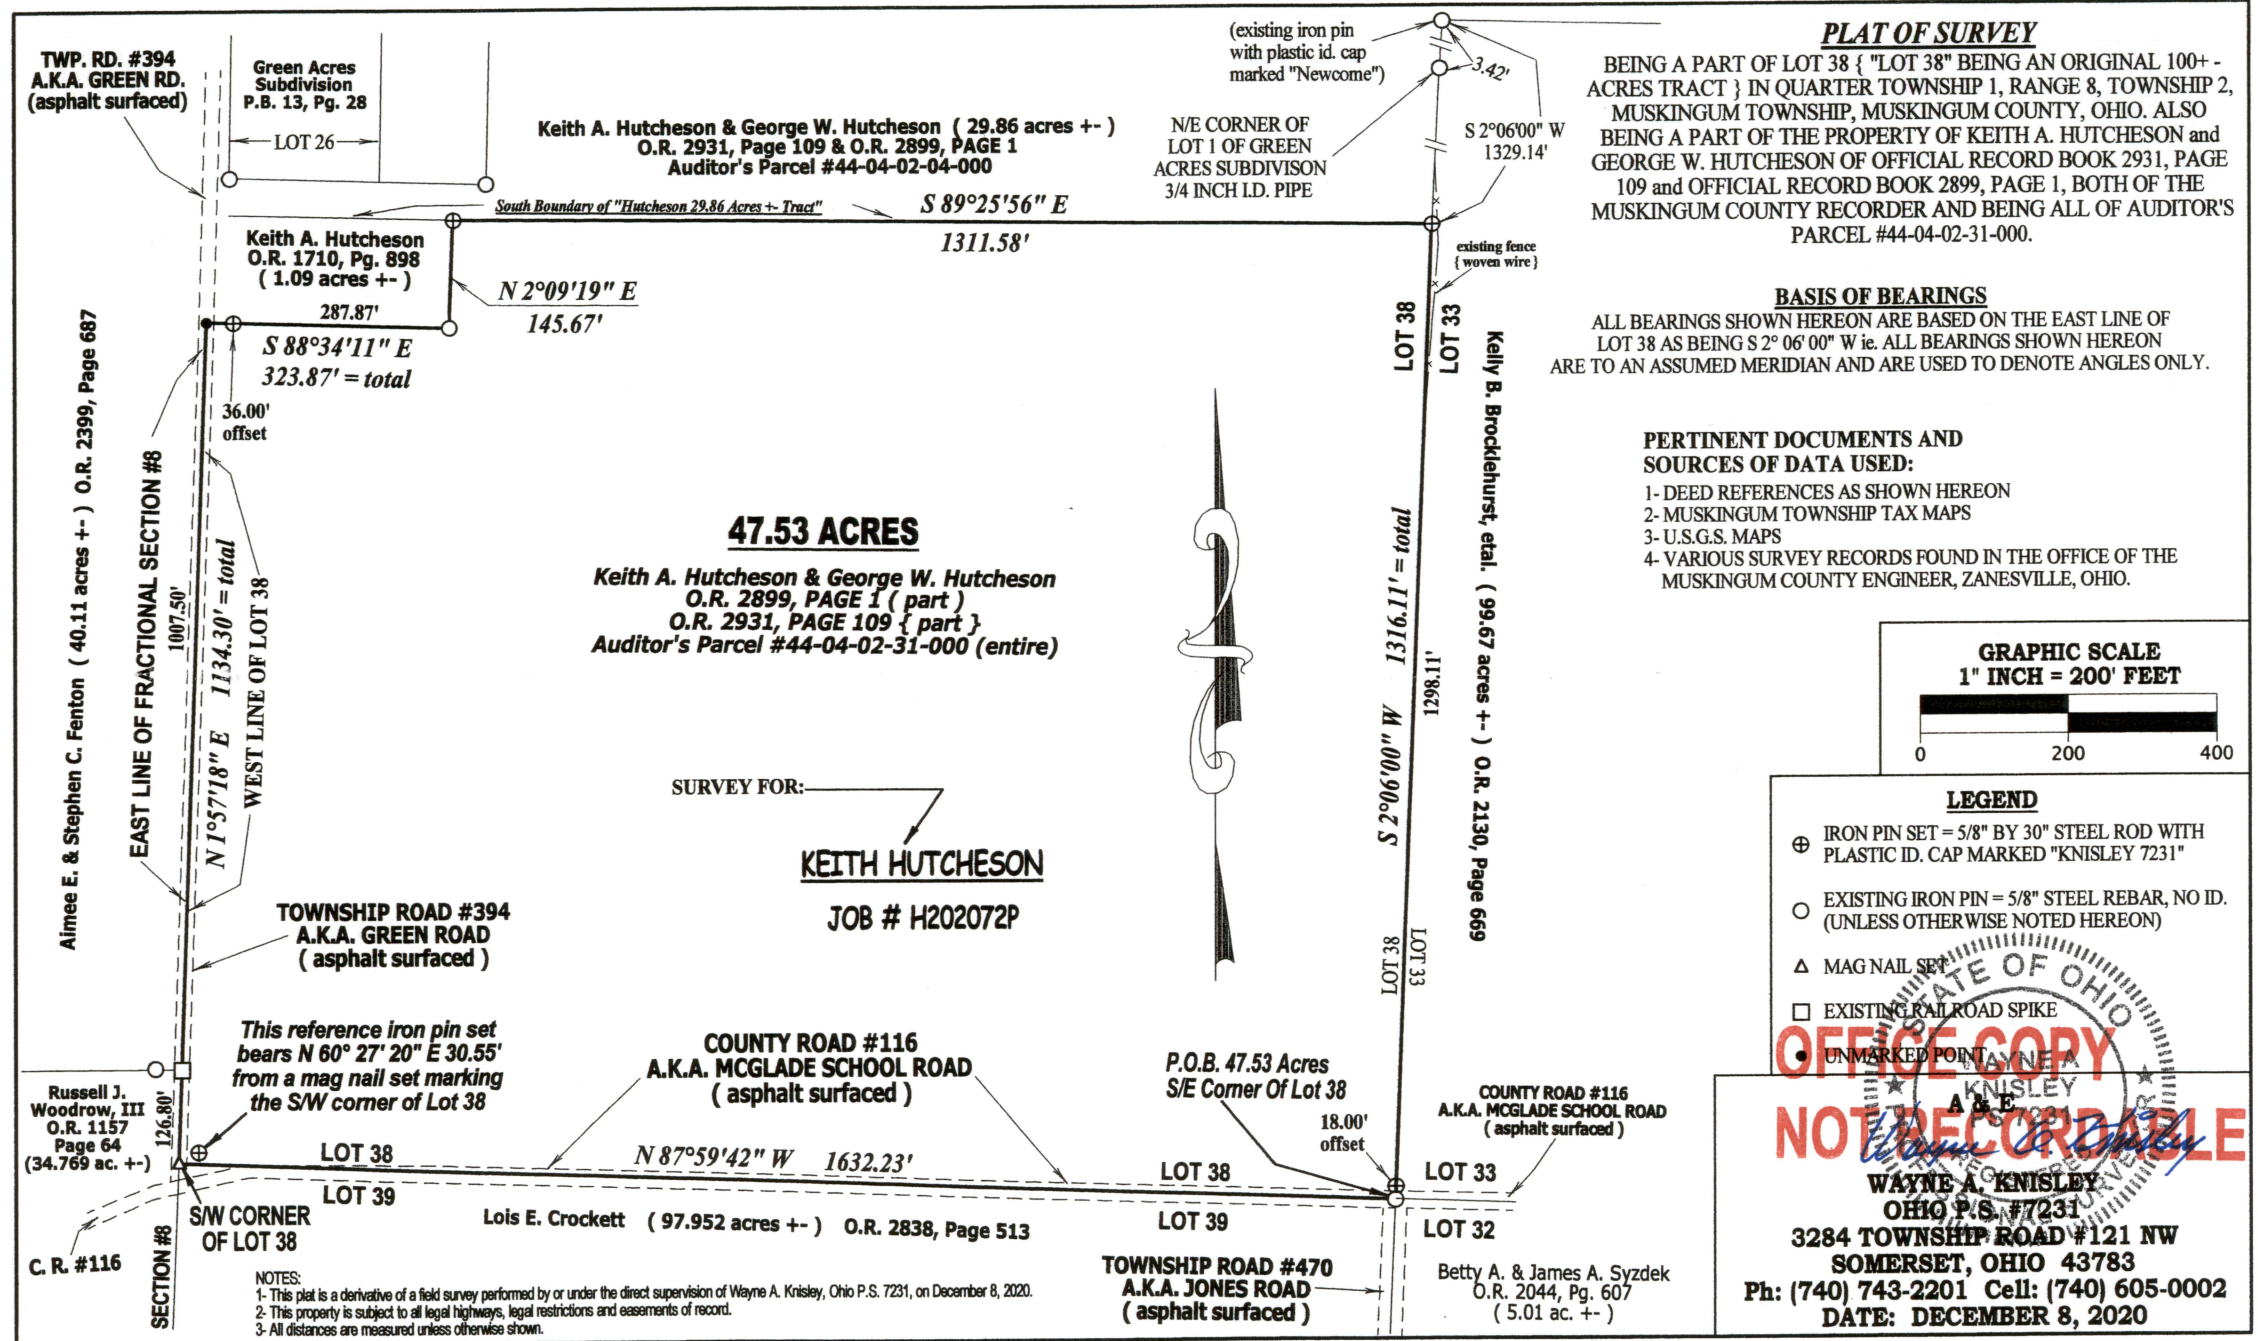 TWP. RD. #394
A.K.A. GREEN RD.
(asphalt surfaced)
Green Acres
Subdivision
P.B. 13, Pg. 28
LOT 26
Keith A. Hutcheson & George W. Hutcheson ( 29.86 acres +- )
O.R. 2931, Page 109 & O.R. 2899, PAGE 1
Auditor's Parcel #44-04-02-04-000
South Boundary of "Hutcheson 29.86 Acres +- Tract"
S 89°25'56" E
1311.58'
(existing iron pin
with plastic id. cap
marked "Newcome")
3.42'
N/E CORNER OF
LOT 1 OF GREEN
ACRES SUBDIVISON
3/4 INCH I.D. PIPE
S 2°06'00" W
1329.14'
existing fence
{ woven wire }
Keith A. Hutcheson
O.R. 1710, Pg. 898
( 1.09 acres +- )
287.87'
S 88°34'11" E
323.87' = total
N 2°09'19" E
145.67'
36.00'
offset
Aimee E. & Stephen C. Fenton ( 40.11 acres +- ) O.R. 2399, Page 687
EAST LINE OF FRACTIONAL SECTION #8
1007.50'
N 1°57'18" E 1134.30' = total
WEST LINE OF LOT 38
47.53 ACRES
Keith A. Hutcheson & George W. Hutcheson
O.R. 2899, PAGE 1 ( part )
O.R. 2931, PAGE 109 { part }
Auditor's Parcel #44-04-02-31-000 (entire)
SURVEY FOR:
KEITH HUTCHESON
JOB # H202072P
LOT 38
LOT 33
S 2°06'00" W 1316.11' = total
1298.11'
Kelly B. Brocklehurst, etal. ( 99.67 acres +- ) O.R. 2130, Page 669
LOT 38
LOT 33
TOWNSHIP ROAD #394
A.K.A. GREEN ROAD
( asphalt surfaced )
This reference iron pin set
bears N 60° 27' 20" E 30.55'
from a mag nail set marking
the S/W corner of Lot 38
Russell J.
Woodrow, III
O.R. 1157
Page 64
(34.769 ac. +-)
126.80'
COUNTY ROAD #116
A.K.A. MCGLADE SCHOOL ROAD
( asphalt surfaced )
P.O.B. 47.53 Acres
S/E Corner Of Lot 38
18.00'
offset
COUNTY ROAD #116
A.K.A. MCGLADE SCHOOL ROAD
( asphalt surfaced )
LOT 38
N 87°59'42" W 1632.23'
LOT 38
LOT 33
LOT 39
LOT 39
LOT 32
S/W CORNER
OF LOT 38
C. R. #116
SECTION #8
Lois E. Crockett ( 97.952 acres +- ) O.R. 2838, Page 513
TOWNSHIP ROAD #470
A.K.A. JONES ROAD
( asphalt surfaced )
Betty A. & James A. Syzdek
O.R. 2044, Pg. 607
( 5.01 ac. +- )
NOTES:
1- This plat is a derivative of a field survey performed by or under the direct supervision of Wayne A. Knisley, Ohio P.S. 7231, on December 8, 2020.
2- This property is subject to all legal highways, legal restrictions and easements of record.
3- All distances are measured unless otherwise shown.
PLAT OF SURVEY
BEING A PART OF LOT 38 { "LOT 38" BEING AN ORIGINAL 100+ -
ACRES TRACT } IN QUARTER TOWNSHIP 1, RANGE 8, TOWNSHIP 2,
MUSKINGUM TOWNSHIP, MUSKINGUM COUNTY, OHIO. ALSO
BEING A PART OF THE PROPERTY OF KEITH A. HUTCHESON and
GEORGE W. HUTCHESON OF OFFICIAL RECORD BOOK 2931, PAGE
109 and OFFICIAL RECORD BOOK 2899, PAGE 1, BOTH OF THE
MUSKINGUM COUNTY RECORDER AND BEING ALL OF AUDITOR'S
PARCEL #44-04-02-31-000.
BASIS OF BEARINGS
ALL BEARINGS SHOWN HEREON ARE BASED ON THE EAST LINE OF
LOT 38 AS BEING S 2° 06' 00" W ie. ALL BEARINGS SHOWN HEREON
ARE TO AN ASSUMED MERIDIAN AND ARE USED TO DENOTE ANGLES ONLY.
PERTINENT DOCUMENTS AND
SOURCES OF DATA USED:
1- DEED REFERENCES AS SHOWN HEREON
2- MUSKINGUM TOWNSHIP TAX MAPS
3- U.S.G.S. MAPS
4- VARIOUS SURVEY RECORDS FOUND IN THE OFFICE OF THE
MUSKINGUM COUNTY ENGINEER, ZANESVILLE, OHIO.
GRAPHIC SCALE
1" INCH = 200' FEET
0 200 400
LEGEND
IRON PIN SET = 5/8" BY 30" STEEL ROD WITH
PLASTIC ID. CAP MARKED "KNISLEY 7231"
EXISTING IRON PIN = 5/8" STEEL REBAR, NO ID.
(UNLESS OTHERWISE NOTED HEREON)
MAG NAIL SET
EXISTING RAILROAD SPIKE
UNMARKED POINT
OFFICE COPY
NOT RECORDABLE
STATE OF OHIO
WAYNE A
KNISLEY
PS 7231
REGISTERED
PROFESSIONAL SURVEYOR
A & E
Wayne A Knisley
WAYNE A. KNISLEY
OHIO P.S. #7231
3284 TOWNSHIP ROAD #121 NW
SOMERSET, OHIO 43783
Ph: (740) 743-2201 Cell: (740) 605-0002
DATE: DECEMBER 8, 2020